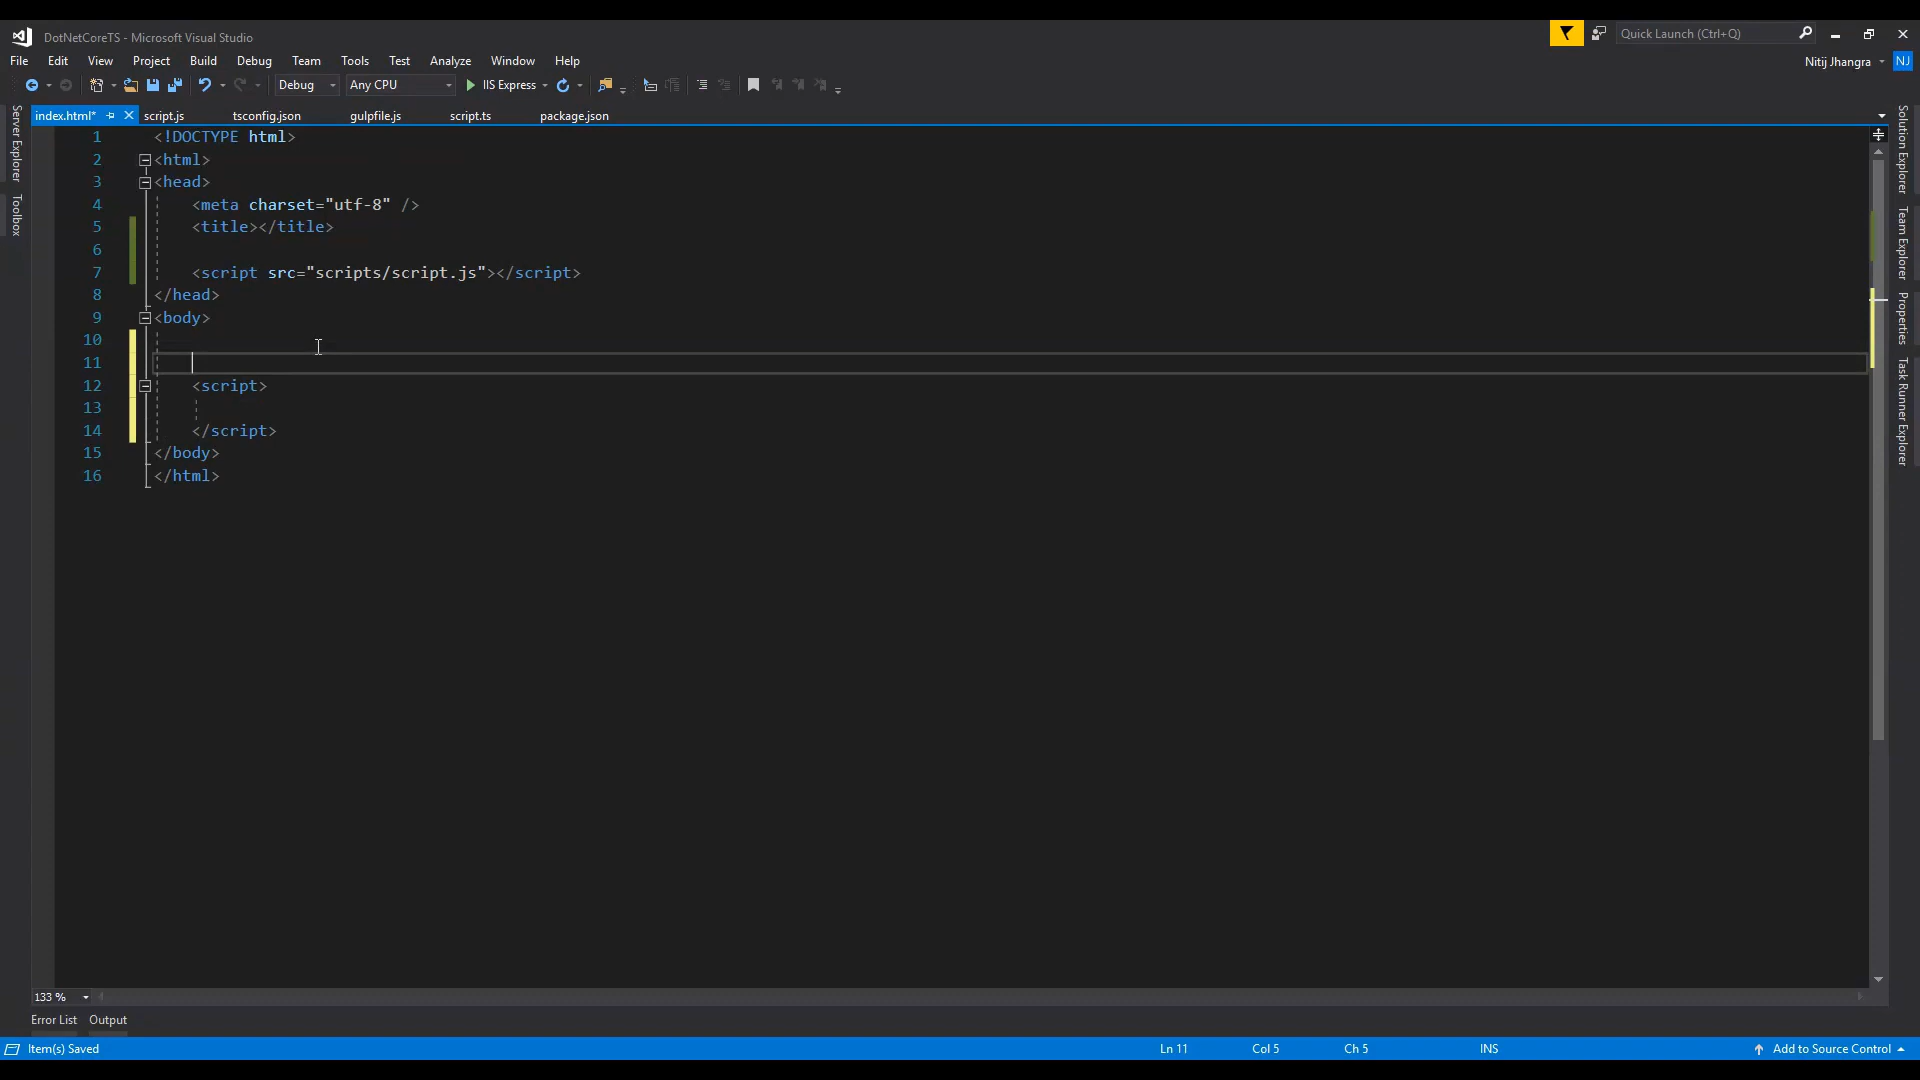 DotNetCoreTS - Microsoft Visual Studio
Quick Launch (Ctrl+Q)
File Edit View Project Build Debug Team Tools Test Analyze Window Help
Nitij Jhangra NJ
Debug Any CPU IIS Express
index.html* script.js tsconfig.json gulpfile.js script.ts package.json
Server Explorer
Toolbox
1 <!DOCTYPE html>
2 <html>
3 <head>
4 <meta charset="utf-8" />
5 <title></title>
6
7 <script src="scripts/script.js"></script>
8 </head>
9 <body>
10
11
12 <script>
13
14 </script>
15 </body>
16 </html>
Solution Explorer
Team Explorer
Properties
Task Runner Explorer
133 %
Error List Output
Item(s) Saved Ln 11 Col 5 Ch 5 INS Add to Source Control